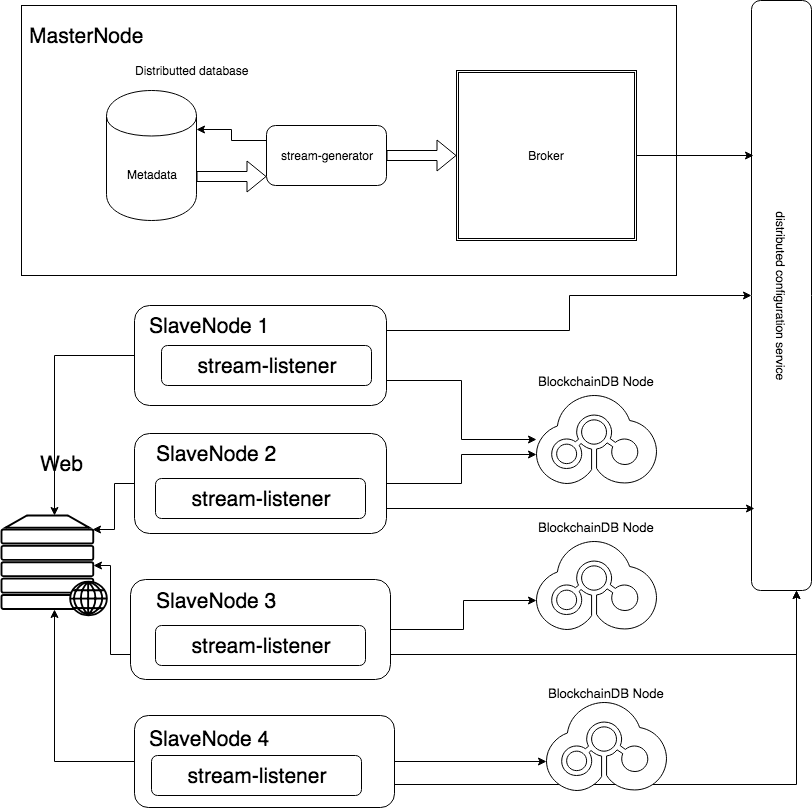 MasterNode
Distributted database
Metadata
stream-generator
Broker
distributed configuration service
SlaveNode 1
stream-listener
BlockchainDB Node
Web
SlaveNode 2
stream-listener
BlockchainDB Node
SlaveNode 3
stream-listener
BlockchainDB Node
SlaveNode 4
stream-listener